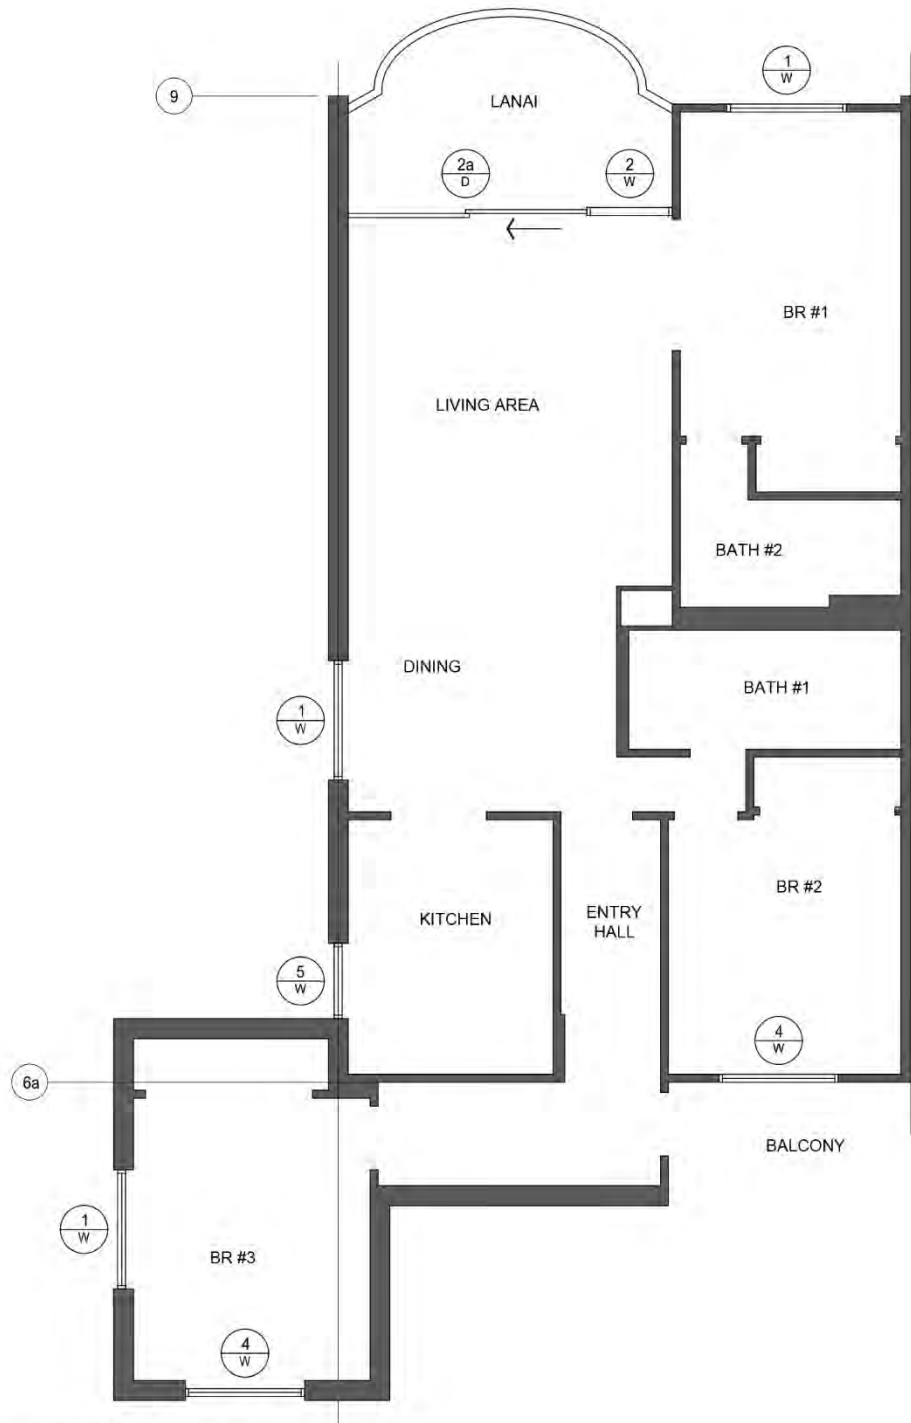 1
W
9
LANAI
2a
D
2
W
BR #1
LIVING AREA
BATH #2
DINING
BATH #1
1
W
BR #2
KITCHEN
ENTRY
HALL
5
W
4
W
6a
BALCONY
1
W
BR #3
4
W